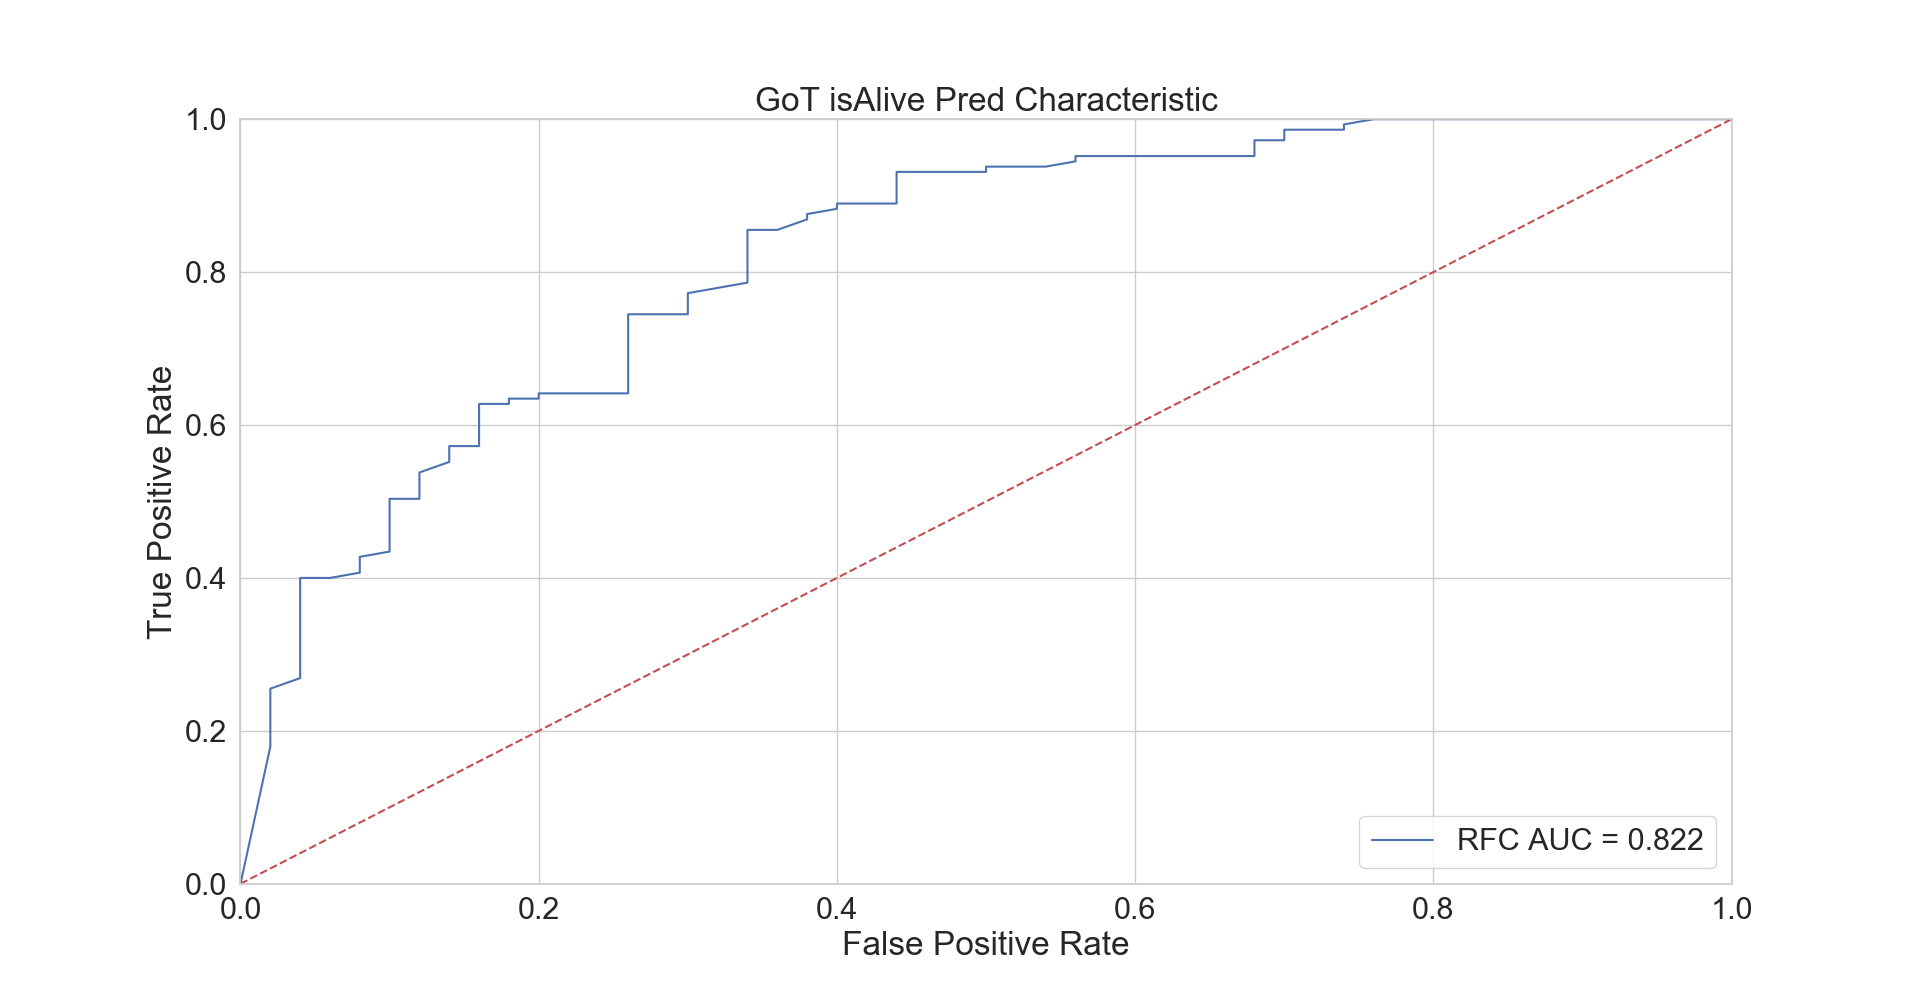 GoT isAlive Pred Characteristic
1.0
0.8
0.6
0.4
0.2
0.0
True Positive Rate
RFC AUC = 0.822
0.0 0.2 0.4 0.6 0.8 1.0
False Positive Rate